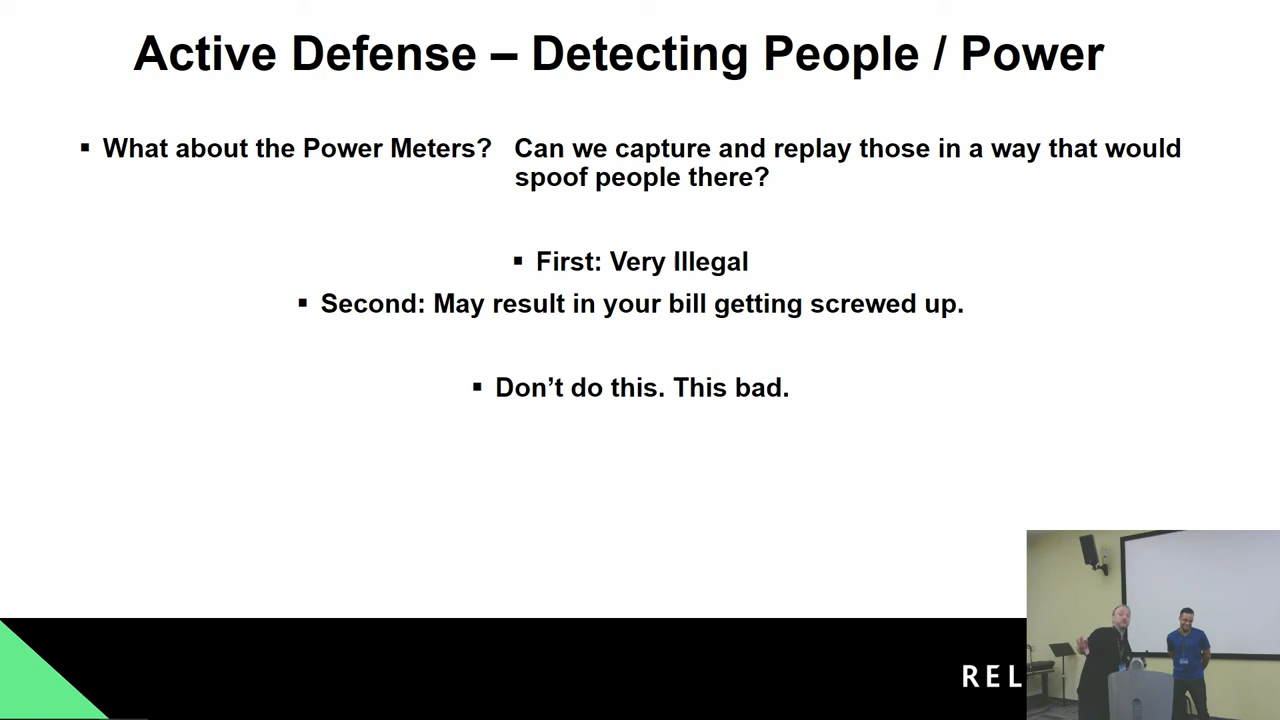 Active Defense – Detecting People / Power
▪ What about the Power Meters? Can we capture and replay those in a way that would
spoof people there?
▪ First: Very Illegal
▪ Second: May result in your bill getting screwed up.
▪ Don’t do this. This bad.
REL